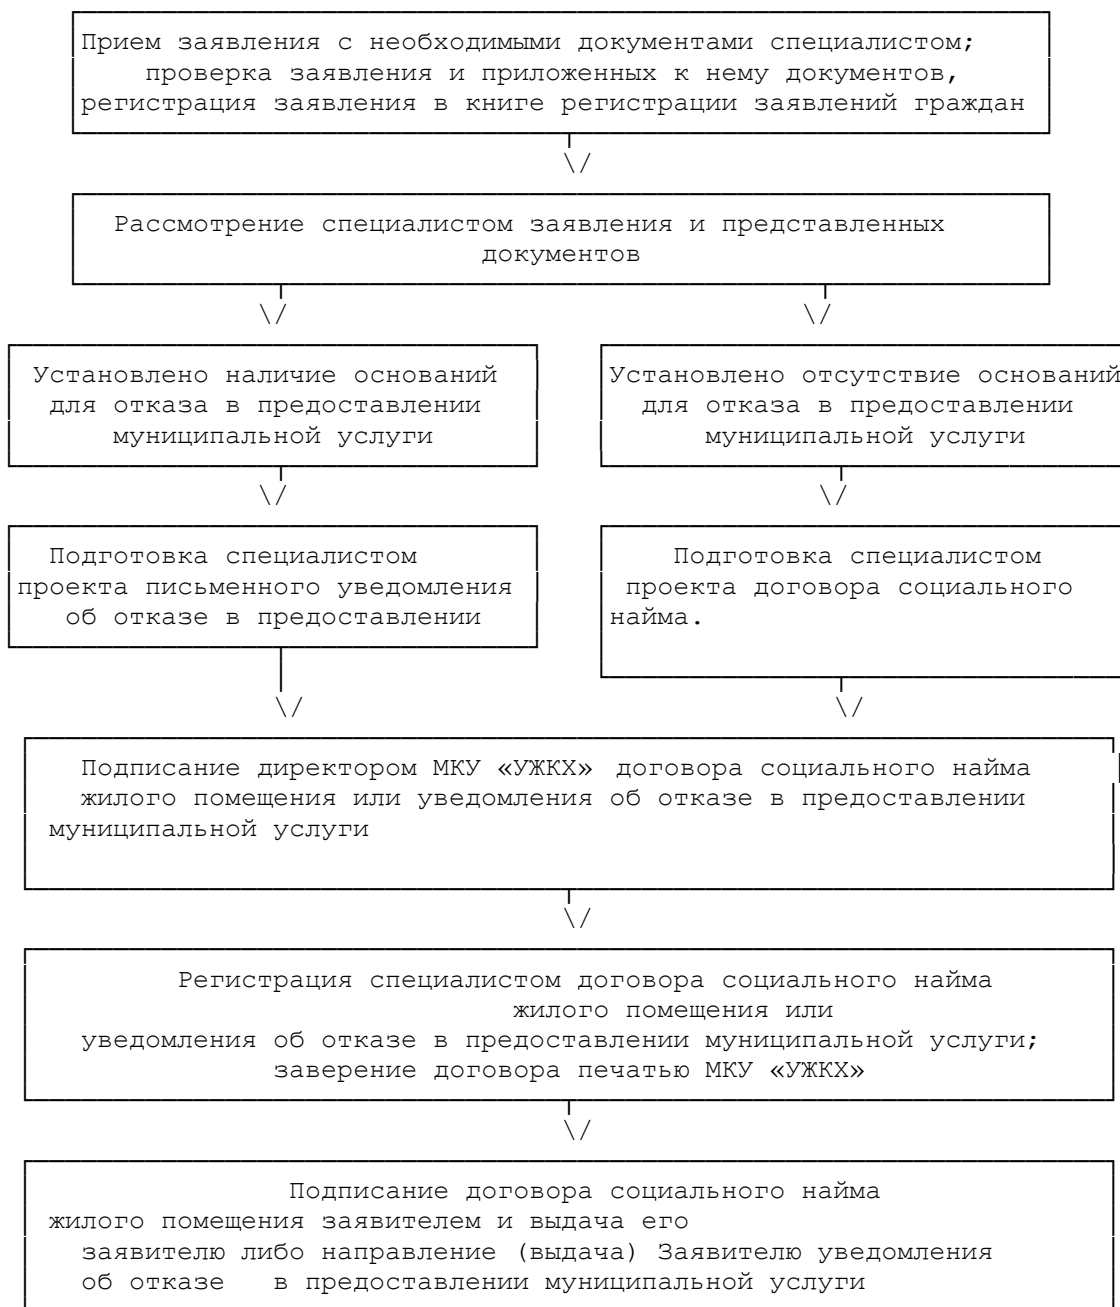 Прием заявления с необходимыми документами специалистом;
проверка заявления и приложенных к нему документов,
регистрация заявления в книге регистрации заявлений граждан
Рассмотрение специалистом заявления и представленных
документов
Установлено наличие оснований
для отказа в предоставлении
муниципальной услуги
Установлено отсутствие оснований
для отказа в предоставлении
муниципальной услуги
Подготовка специалистом
проекта письменного уведомления
об отказе в предоставлении
Подготовка специалистом
проекта договора социального
найма.
Подписание директором МКУ «УЖКХ» договора социального найма
жилого помещения или уведомления об отказе в предоставлении
муниципальной услуги
Регистрация специалистом договора социального найма
жилого помещения или
уведомления об отказе в предоставлении муниципальной услуги;
заверение договора печатью МКУ «УЖКХ»
Подписание договора социального найма
жилого помещения заявителем и выдача его
заявителю либо направление (выдача) Заявителю уведомления
об отказе в предоставлении муниципальной услуги